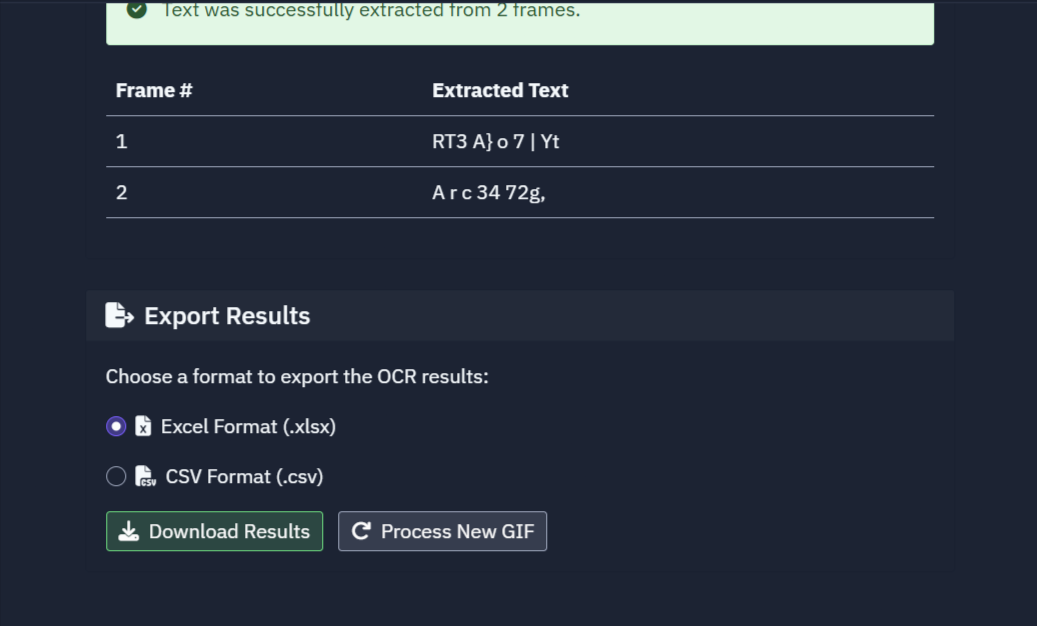 Text was successfully extracted from 2 frames.
Frame # Extracted Text
1 RT3 A} o 7 | Yt
2 A r c 34 72g,
Export Results
Choose a format to export the OCR results:
Excel Format (.xlsx)
CSV Format (.csv)
Download Results Process New GIF